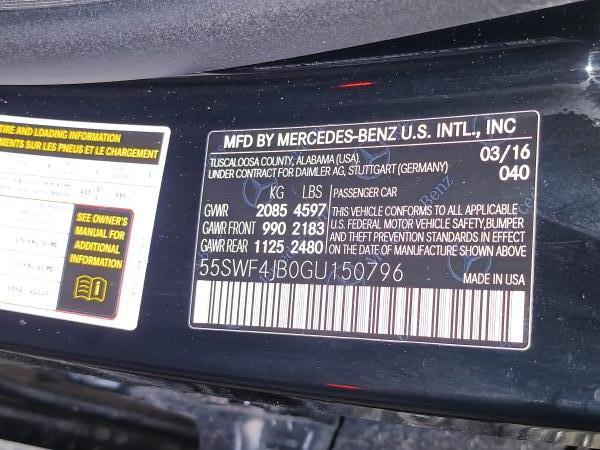 TIRE AND LOADING INFORMATION
MENTS SUR LES PNEUS ET LE CHARGEMENT
SEE OWNER'S
MANUAL FOR
ADDITIONAL
INFORMATION
MFD BY MERCEDES-BENZ U.S. INTL., INC
TUSCALOOSA COUNTY, ALABAMA (USA).
UNDER CONTRACT FOR DAIMLER AG, STUTTGART (GERMANY)
03/16
040
KG LBS PASSENGER CAR
GVWR 2085 4597
GAWR FRONT 990 2183
GAWR REAR 1125 2480
THIS VEHICLE CONFORMS TO ALL APPLICABLE
U.S. FEDERAL MOTOR VEHICLE SAFETY,BUMPER
AND THEFT PREVENTION STANDARDS IN EFFECT
ON THE DATE OF MANUFACTURE SHOWN ABOVE
55SWF4JB0GU150796
MADE IN USA